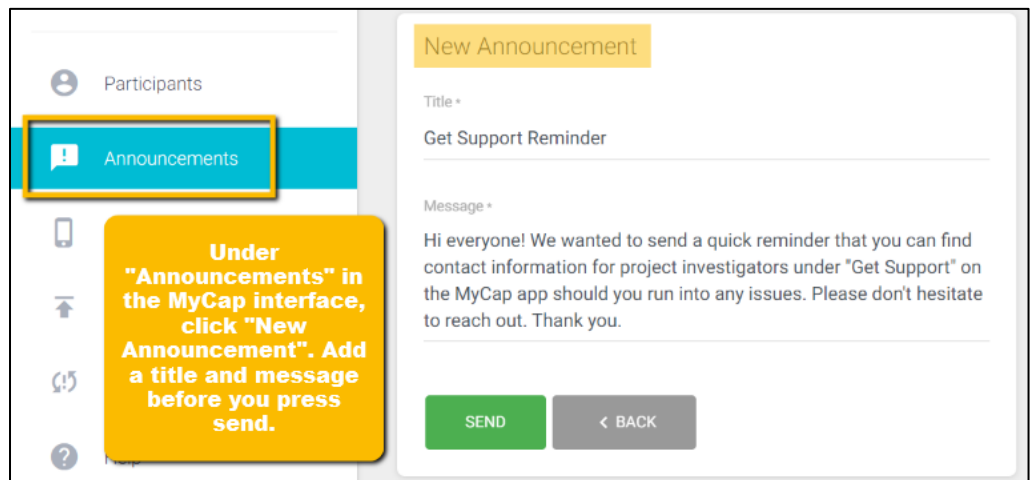 Participants
Announcements
Under
"Announcements" in
the MyCap interface,
click "New
Announcement". Add
a title and message
before you press
send.
Help
New Announcement
Title *
Get Support Reminder
Message *
Hi everyone! We wanted to send a quick reminder that you can find
contact information for project investigators under "Get Support" on
the MyCap app should you run into any issues. Please don't hesitate
to reach out. Thank you.
SEND
< BACK